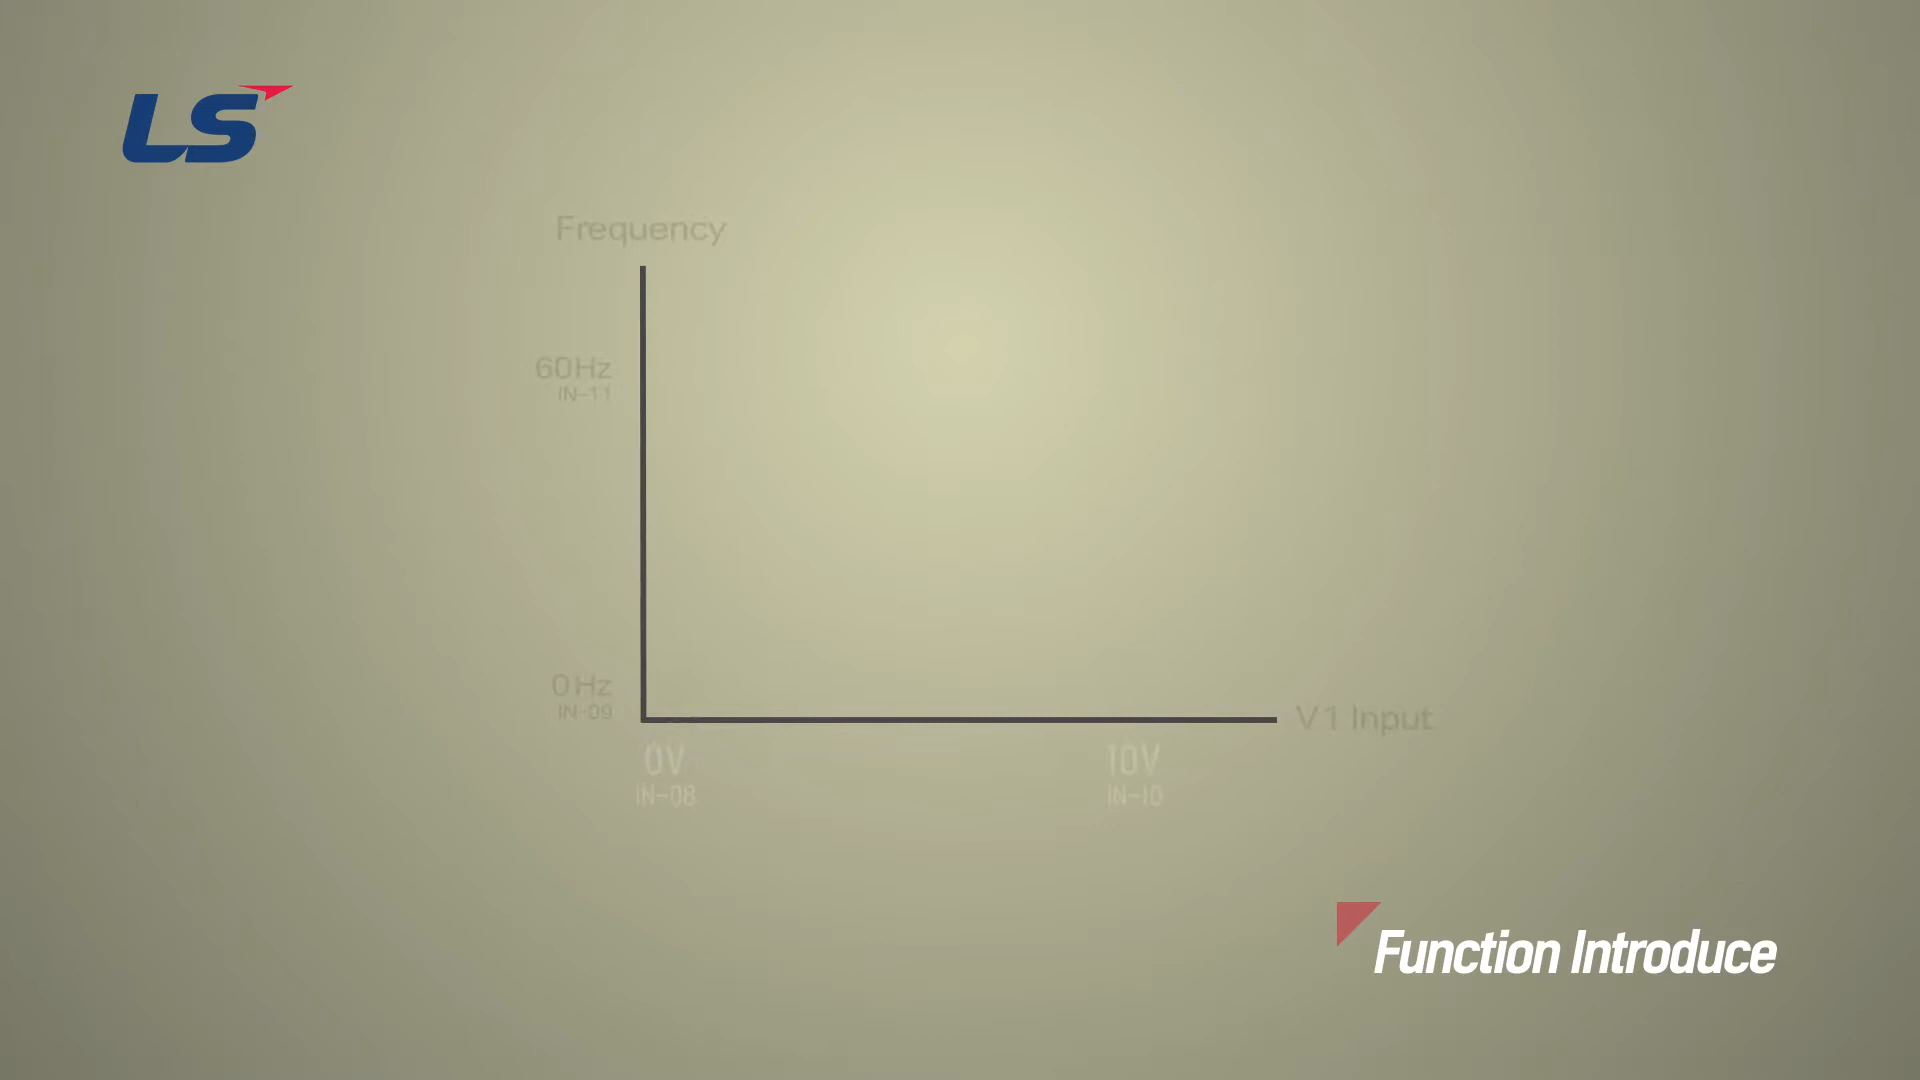 LS
Frequency
60Hz
IN-11
0Hz
IN-09
V1 Input
0V
10V
IN-08
IN-10
Function Introduce